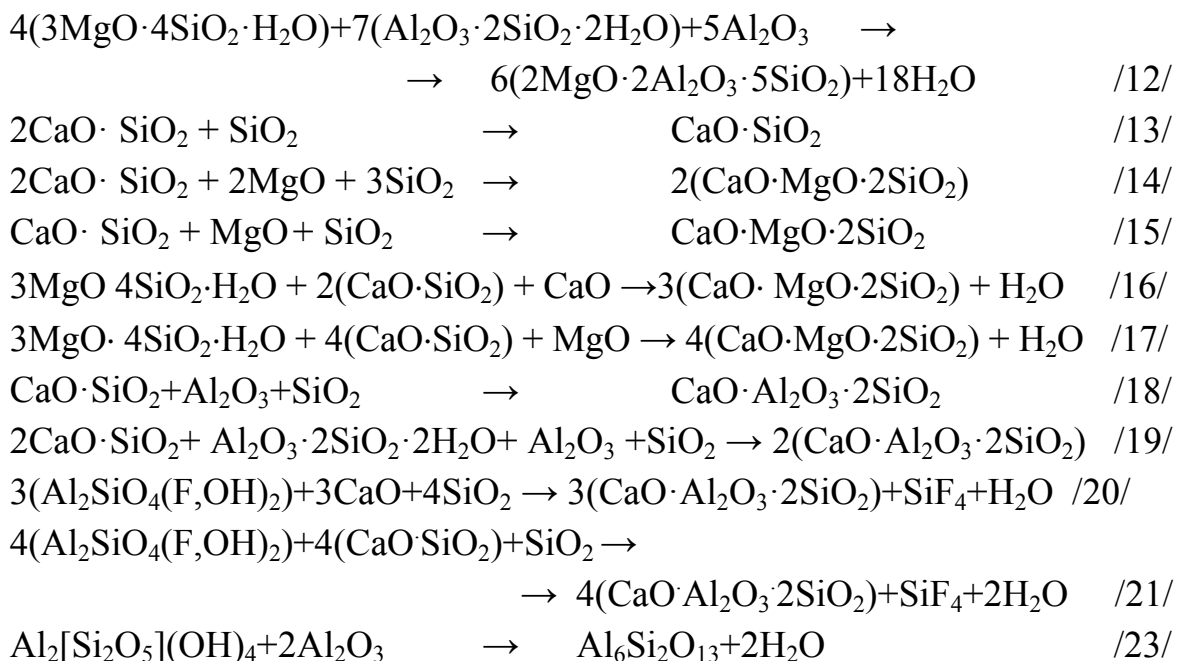 4(3MgO·4SiO₂·H₂O)+7(Al₂O₃·2SiO₂·2H₂O)+5Al₂O₃ →
→ 6(2MgO·2Al₂O₃·5SiO₂)+18H₂O /12/
2CaO· SiO₂ + SiO₂ → CaO·SiO₂ /13/
2CaO· SiO₂ + 2MgO + 3SiO₂ → 2(CaO·MgO·2SiO₂) /14/
CaO· SiO₂ + MgO + SiO₂ → CaO·MgO·2SiO₂ /15/
3MgO 4SiO₂·H₂O + 2(CaO·SiO₂) + CaO →3(CaO· MgO·2SiO₂) + H₂O /16/
3MgO· 4SiO₂·H₂O + 4(CaO·SiO₂) + MgO → 4(CaO·MgO·2SiO₂) + H₂O /17/
CaO·SiO₂+Al₂O₃+SiO₂ → CaO·Al₂O₃·2SiO₂ /18/
2CaO·SiO₂+ Al₂O₃·2SiO₂·2H₂O+ Al₂O₃ +SiO₂ → 2(CaO·Al₂O₃·2SiO₂) /19/
3(Al₂SiO₄(F,OH)₂)+3CaO+4SiO₂ → 3(CaO·Al₂O₃·2SiO₂)+SiF₄+H₂O /20/
4(Al₂SiO₄(F,OH)₂)+4(CaO·SiO₂)+SiO₂ →
→ 4(CaO·Al₂O₃·2SiO₂)+SiF₄+2H₂O /21/
Al₂[Si₂O₅](OH)₄+2Al₂O₃ → Al₆Si₂O₁₃+2H₂O /23/